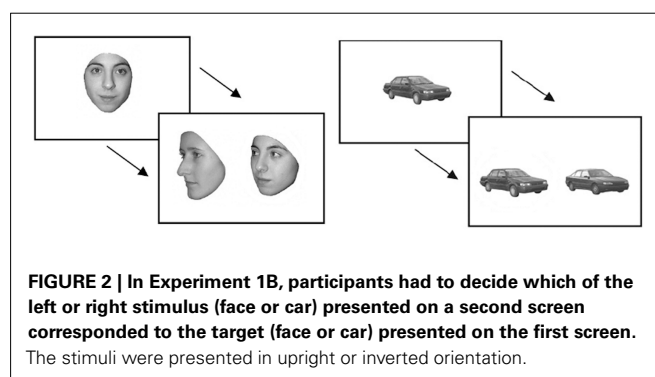 FIGURE 2 | In Experiment 1B, participants had to decide which of the
left or right stimulus (face or car) presented on a second screen
corresponded to the target (face or car) presented on the first screen.
The stimuli were presented in upright or inverted orientation.